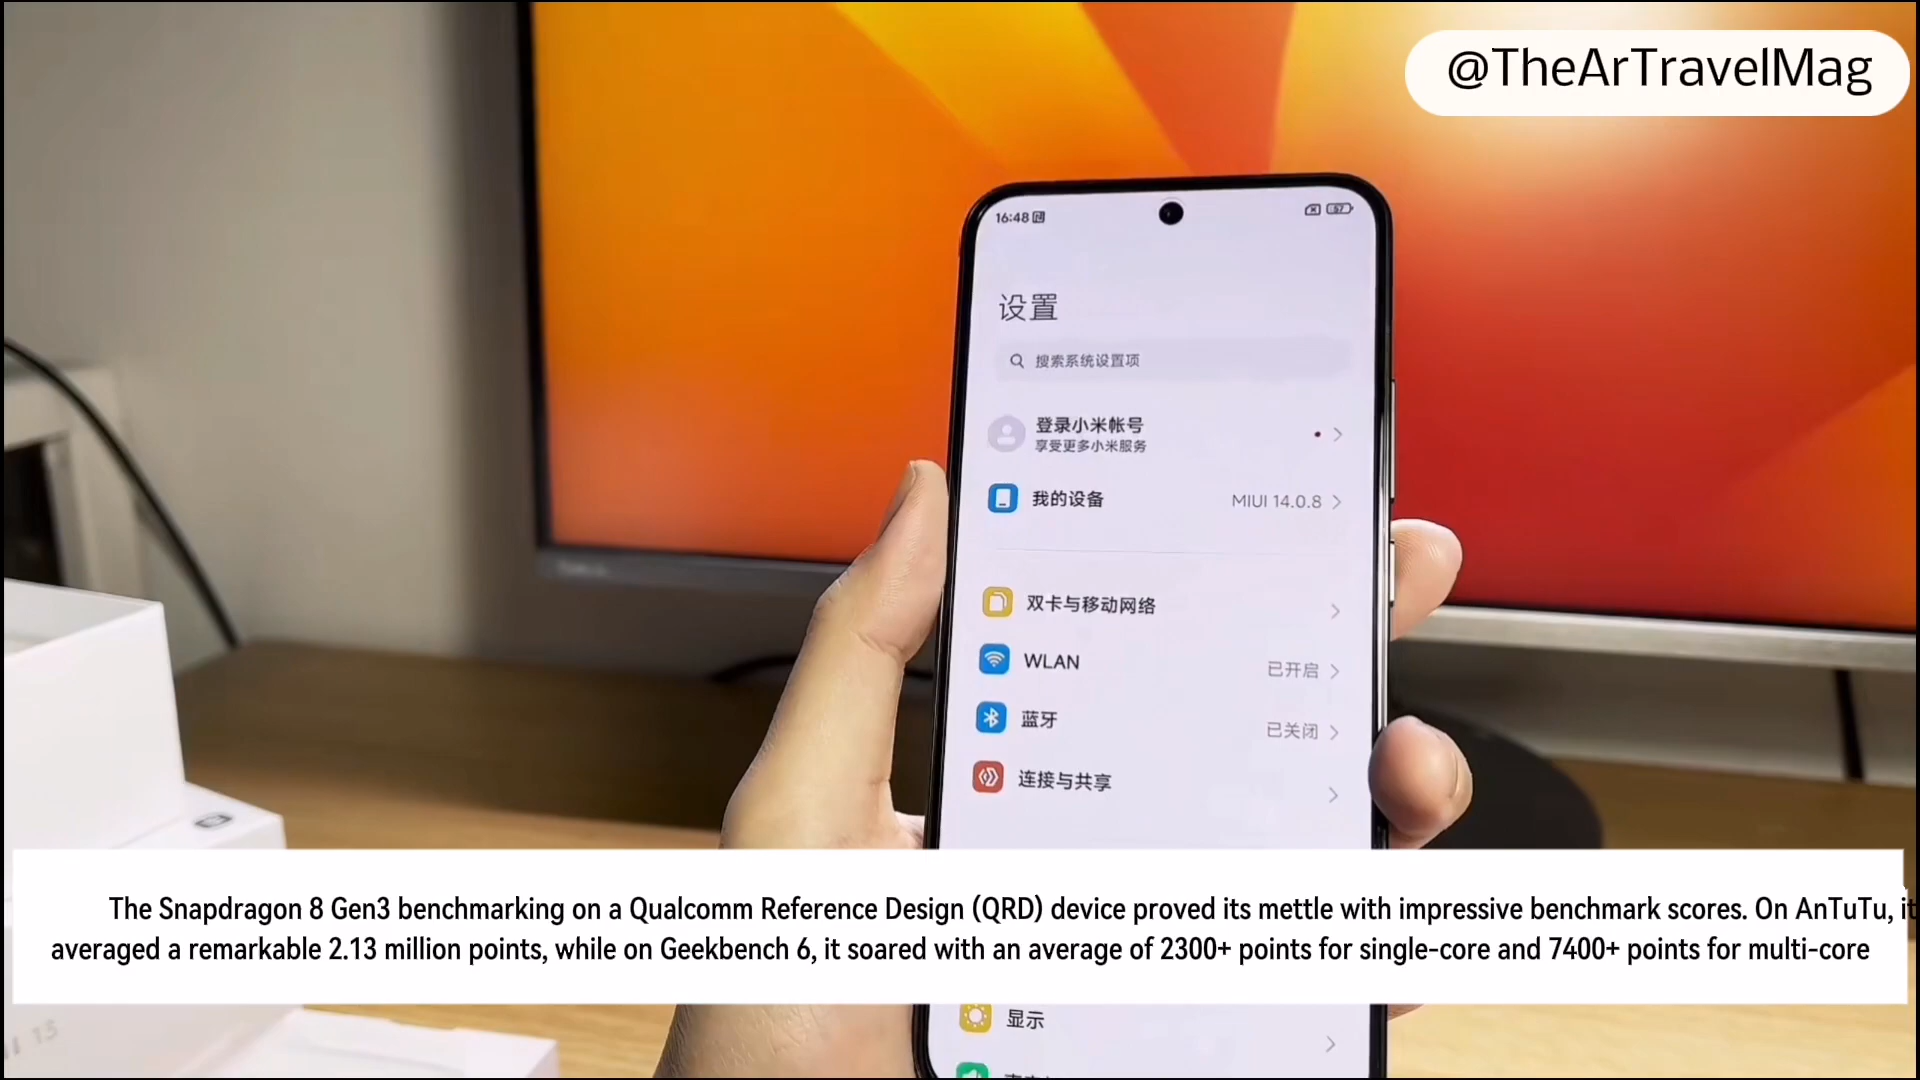 @TheArTravelMag
16:48
57
设置
搜索系统设置项
登录小米帐号
享受更多小米服务
我的设备 MIUI 14.0.8
双卡与移动网络
WLAN 已开启
蓝牙 已关闭
连接与共享
The Snapdragon 8 Gen3 benchmarking on a Qualcomm Reference Design (QRD) device proved its mettle with impressive benchmark scores. On AnTuTu, it
averaged a remarkable 2.13 million points, while on Geekbench 6, it soared with an average of 2300+ points for single-core and 7400+ points for multi-core
显示
13